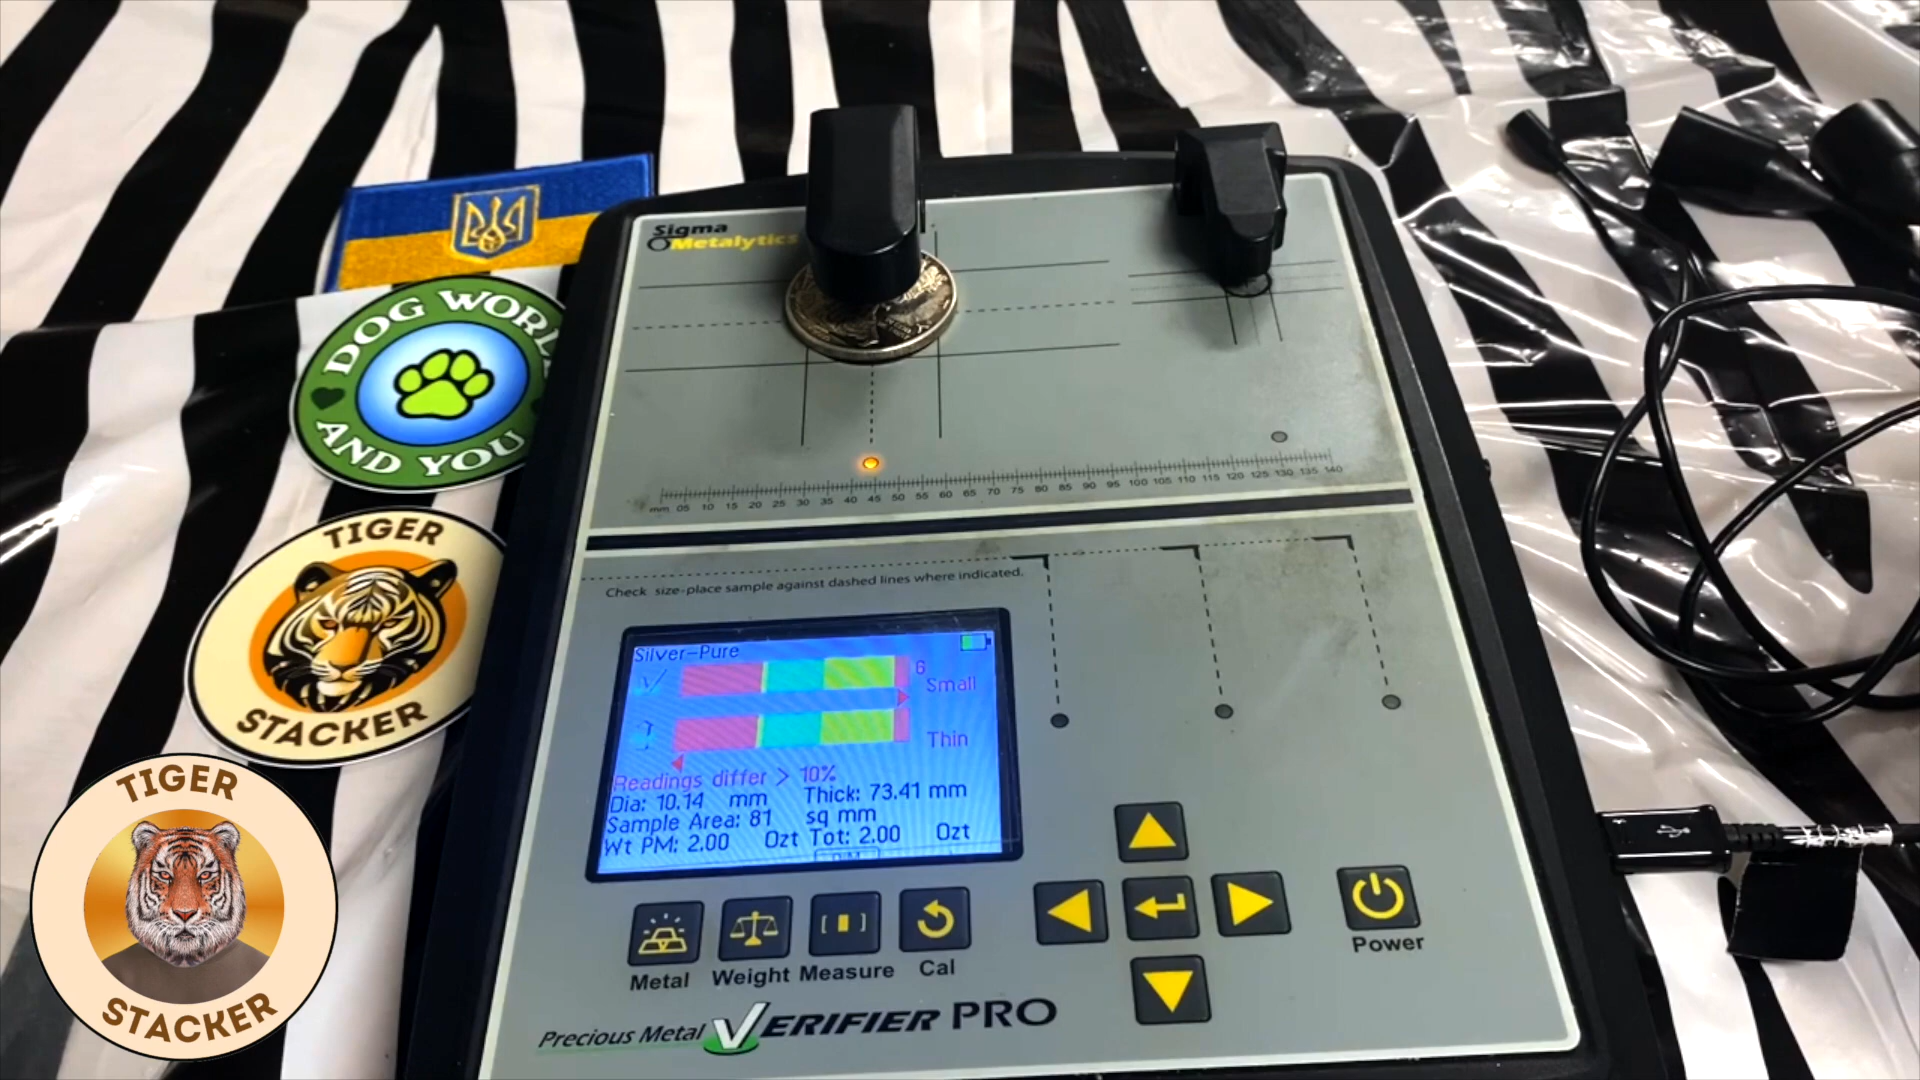 Sigma
Metalytics
DOG WORL
AND YOU
mm 05 10 15 20 25 30 35 40 45 50 55 60 65 70 75 80 85 90 95 100 105 110 115 120 125 130 135 140
TIGER
STACKER
Check size-place sample against dashed lines where indicated.
Silver-Pure
6
Small
Thin
Readings differ > 10%
Dia: 10.14 mm Thick: 73.41 mm
Sample Area: 81 sq mm
Wt PM: 2.00 Ozt Tot: 2.00 Ozt
Metal Weight Measure Cal
Power
Precious Metal VERIFIER PRO
TIGER
STACKER